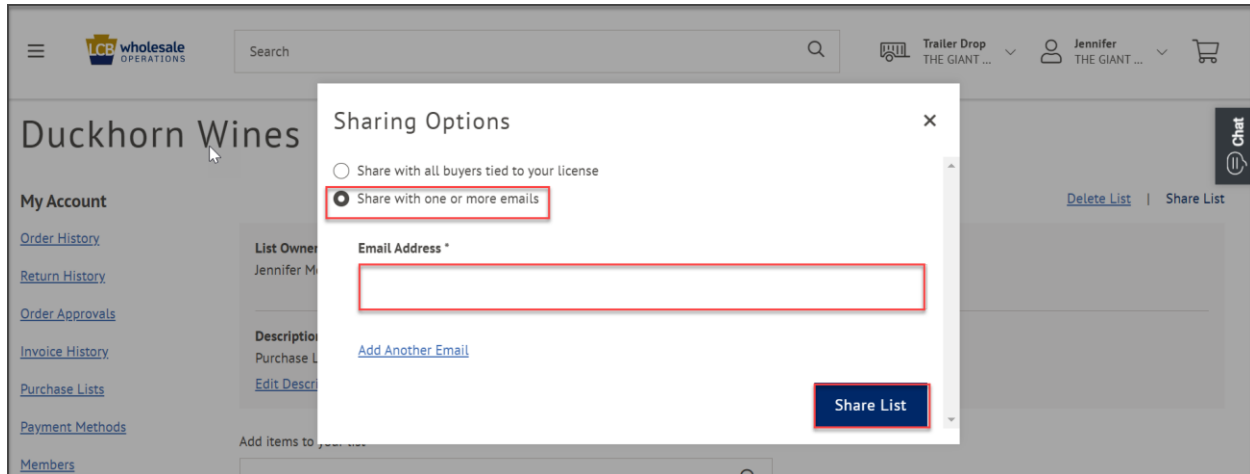 LCB wholesale
OPERATIONS
Search
Trailer Drop
THE GIANT ...
Jennifer
THE GIANT ...
Chat
Duckhorn Wines
Sharing Options
Share with all buyers tied to your license
Share with one or more emails
Email Address *
Add Another Email
Share List
Delete List | Share List
My Account
Order History
Return History
Order Approvals
Invoice History
Purchase Lists
Payment Methods
Members
List Owner
Jennifer
Purchase
Edit
Add items to your list